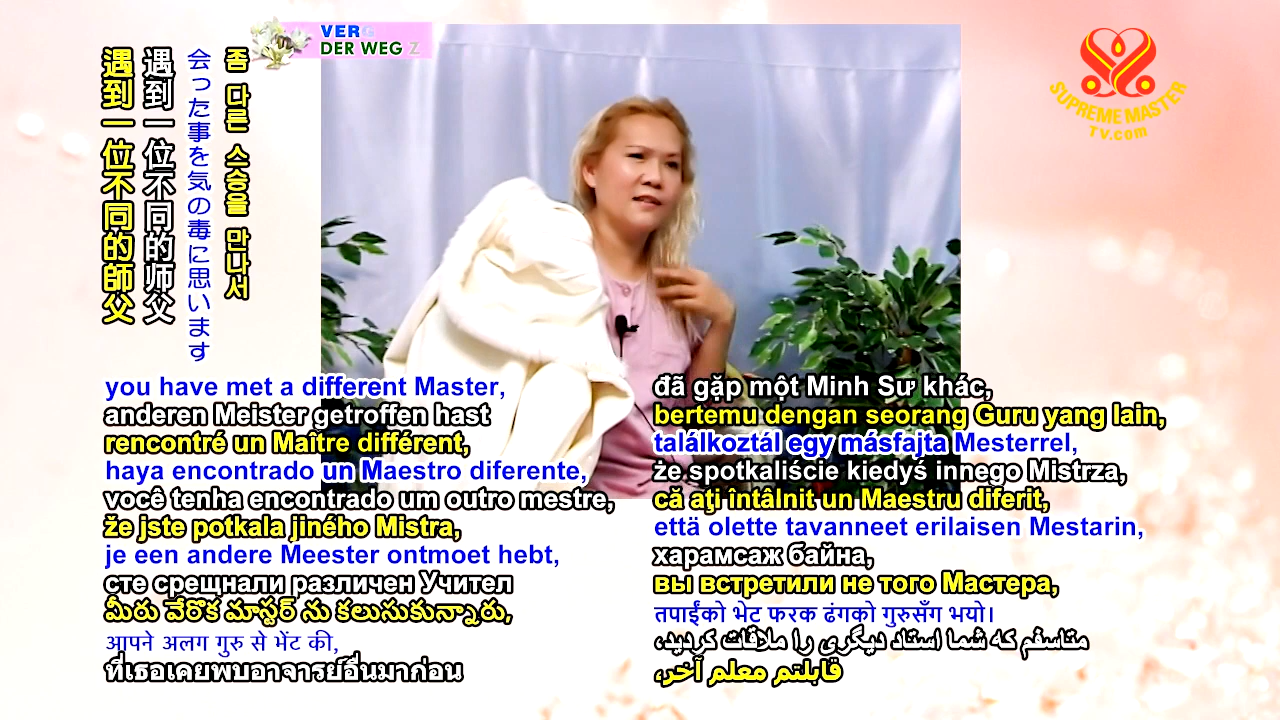 VERG
DER WEG Z
SUPREME MASTER
TV.com
遇到一位不同的師父
遇到一位不同的师父
会った事を気の毒に思います
좀 다른 스승을 만나서
you have met a different Master,
anderen Meister getroffen hast
rencontré un Maître différent,
haya encontrado un Maestro diferente,
você tenha encontrado um outro mestre,
že jste potkala jiného Mistra,
je een andere Meester ontmoet hebt,
сте срещнали различен Учител
మీరు వేరొక మాస్టర్ ను కలుసుకున్నారు,
आपने अलग गुरु से भेंट की,
ที่เธอเคยพบอาจารย์อื่นมาก่อน
đã gặp một Minh Sư khác,
bertemu dengan seorang Guru yang lain,
találkoztál egy másfajta Mesterrel,
że spotkaliście kiedyś innego Mistrza,
că aţi întâlnit un Maestru diferit,
että olette tavanneet erilaisen Mestarin,
харамсаж байна,
вы встретили не того Мастера,
तपाईंको भेट फरक ढंगको गुरुसँग भयो।
متاسفم که شما استاد دیگری را ملاقات کردید،
قابلتم معلم آخر،